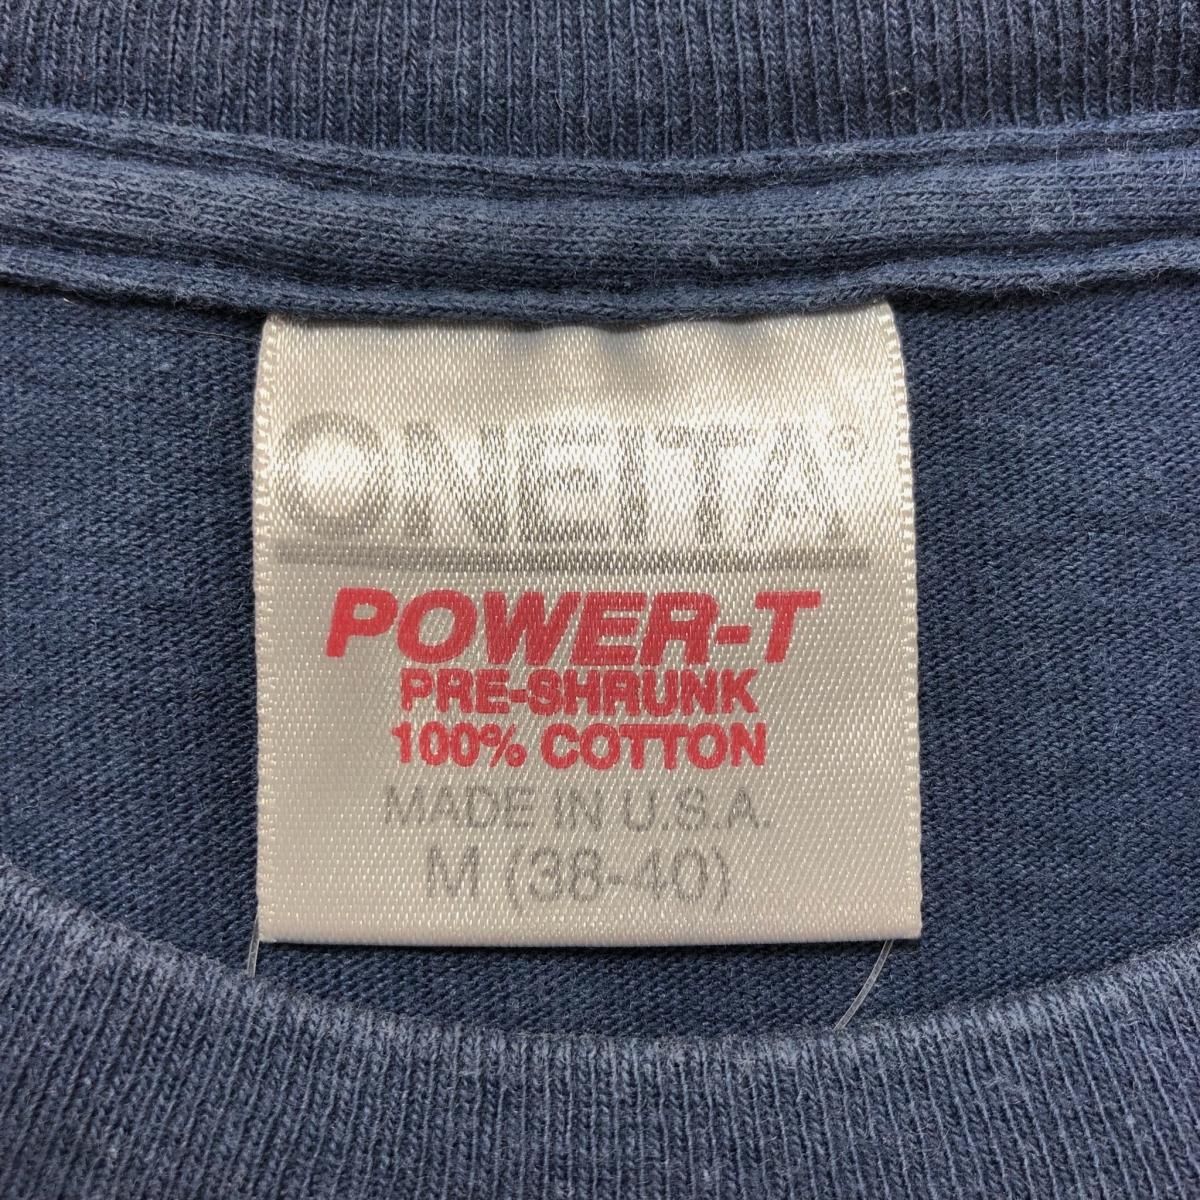 ONEITA®
POWER-T
PRE-SHRUNK
100% COTTON
MADE IN U.S.A.
M (38-40)